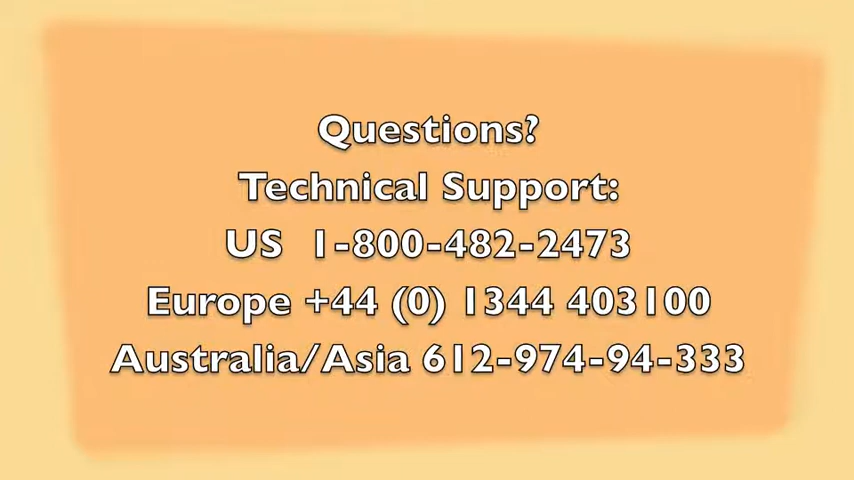 Questions?
Technical Support:
US 1-800-482-2473
Europe +44 (0) 1344 403100
Australia/Asia 612-974-94-333